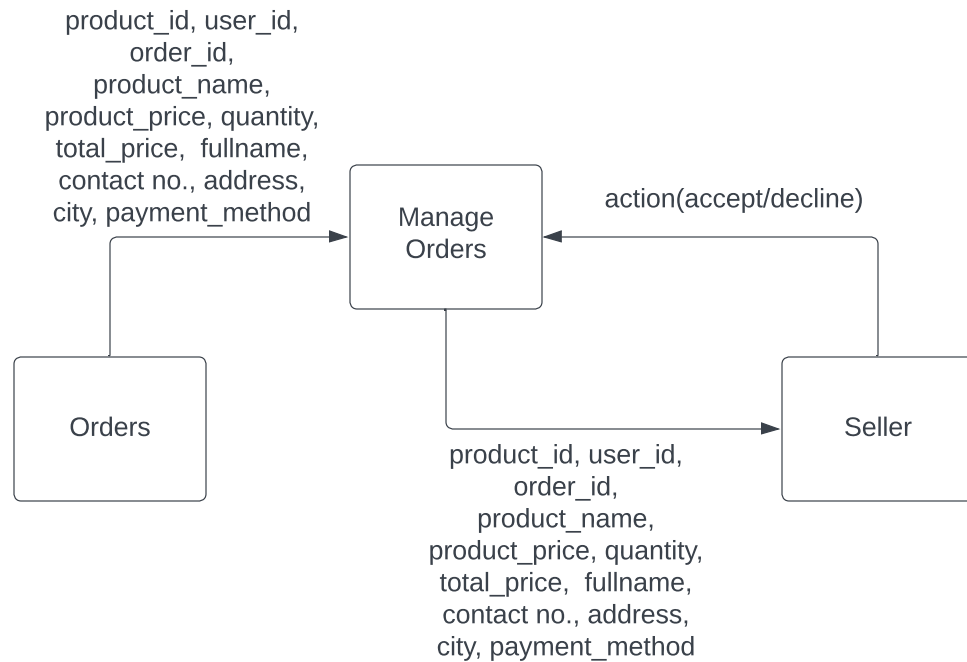 product_id, user_id,
order_id,
product_name,
product_price, quantity,
total_price,  fullname,
contact no., address,
city, payment_method
Manage
Orders
action(accept/decline)
Orders
Seller
product_id, user_id,
order_id,
product_name,
product_price, quantity,
total_price,  fullname,
contact no., address,
city, payment_method